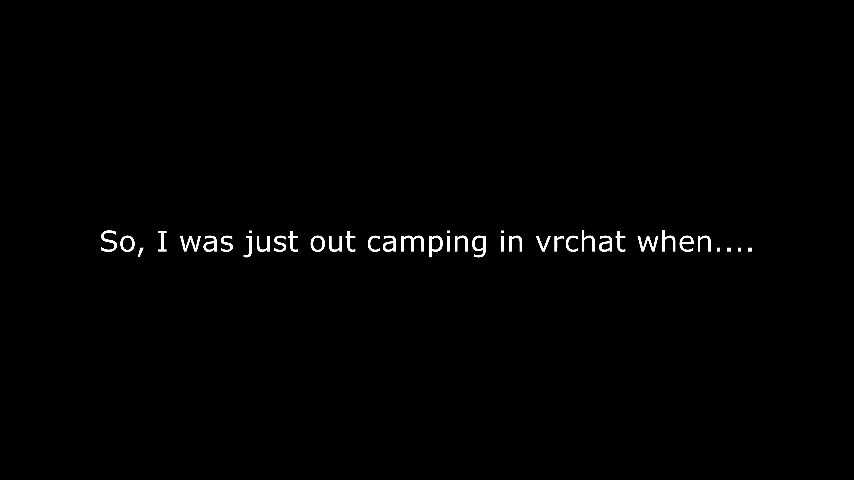 So, I was just out camping in vrchat when....